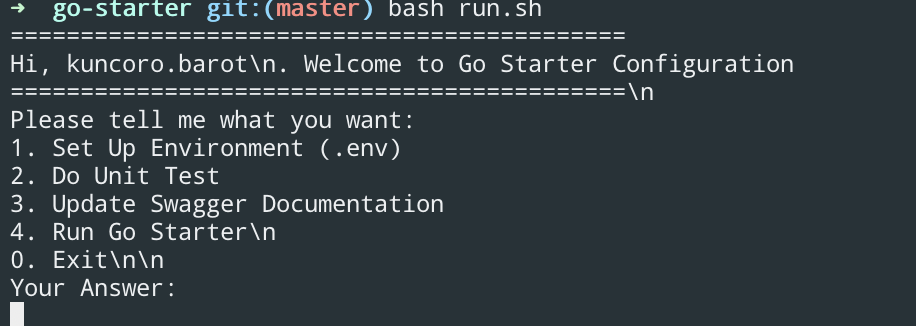 ➜ go-starter git:(master) bash run.sh
============================================
Hi, kuncoro.barot\n. Welcome to Go Starter Configuration
============================================\n
Please tell me what you want:
1. Set Up Environment (.env)
2. Do Unit Test
3. Update Swagger Documentation
4. Run Go Starter\n
0. Exit\n\n
Your Answer: